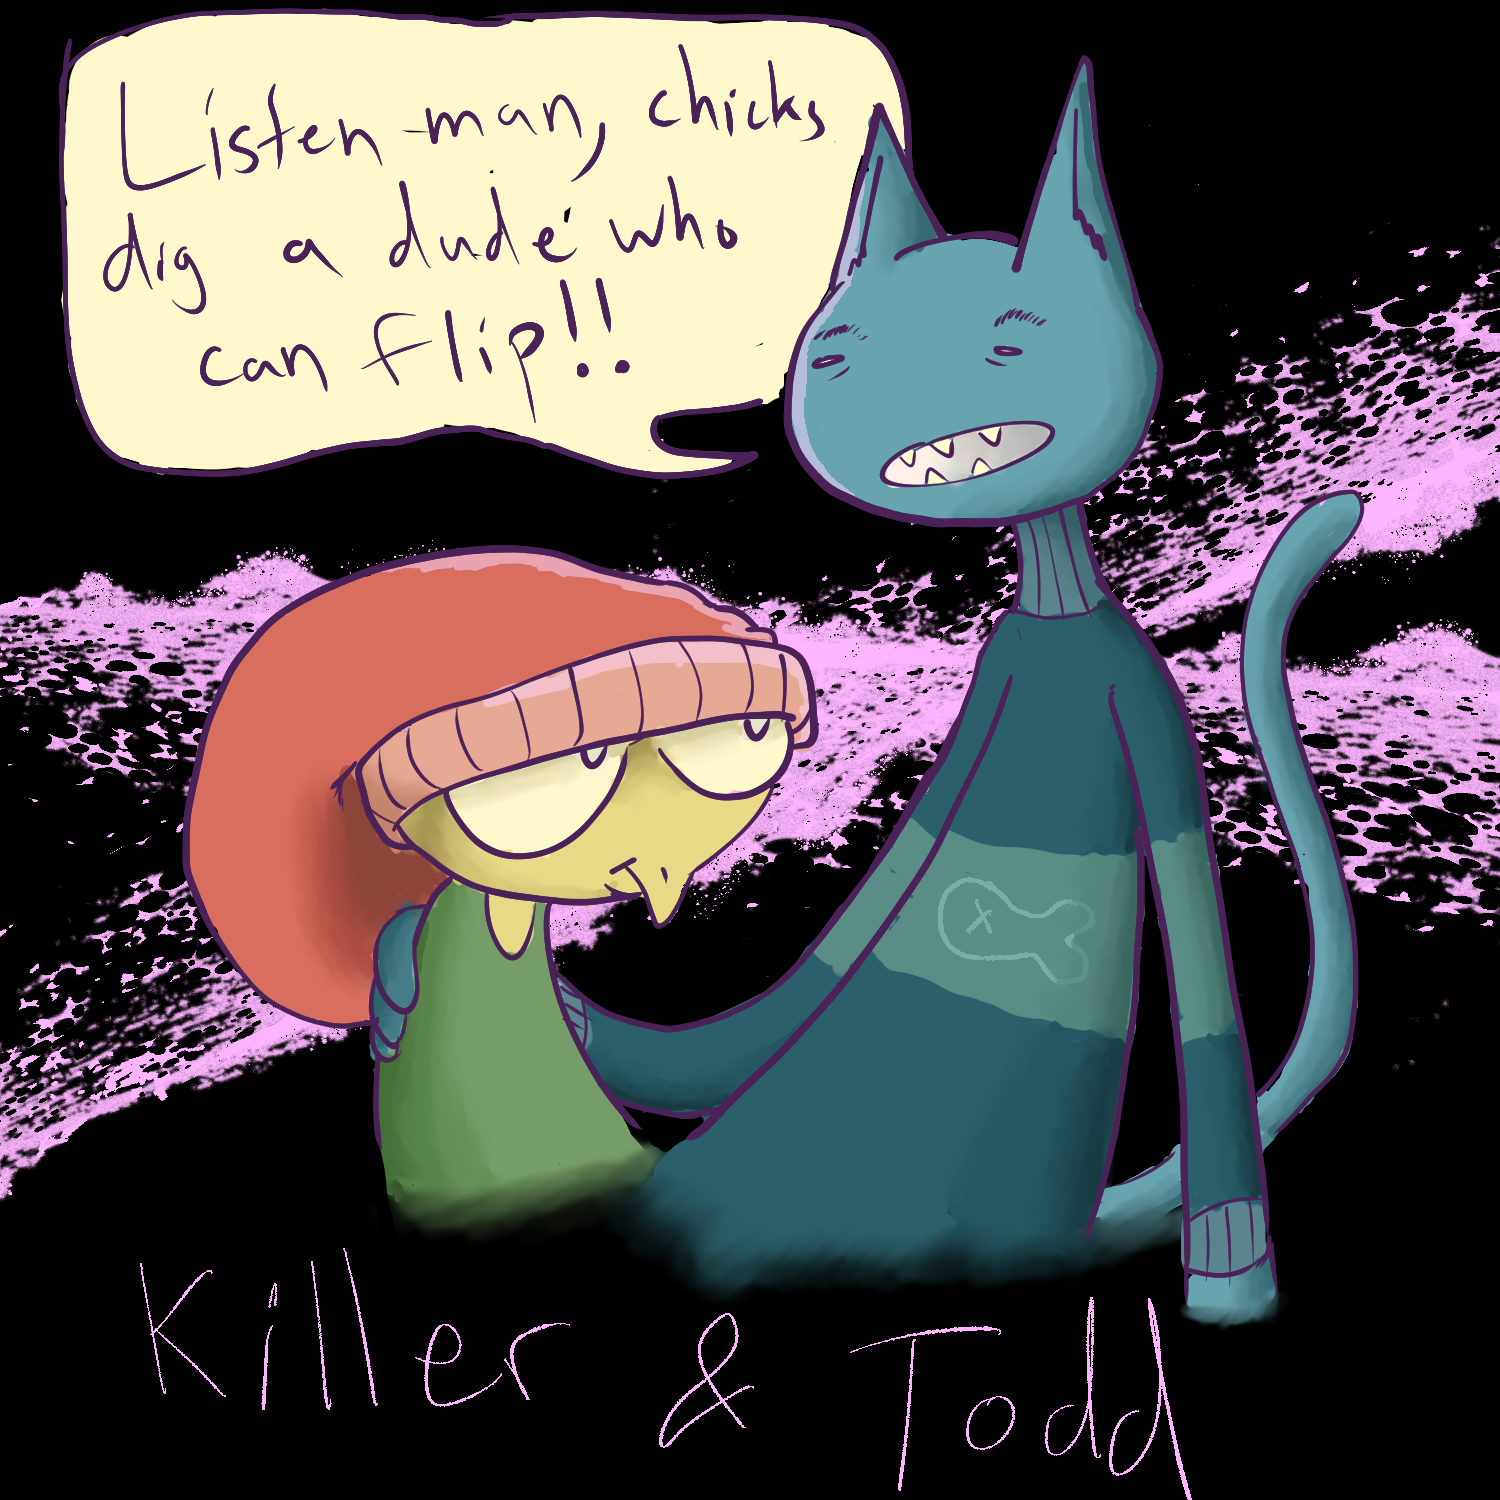 Listen man, chicks
dig a dude who
can flip!!
x
Killer & Todd